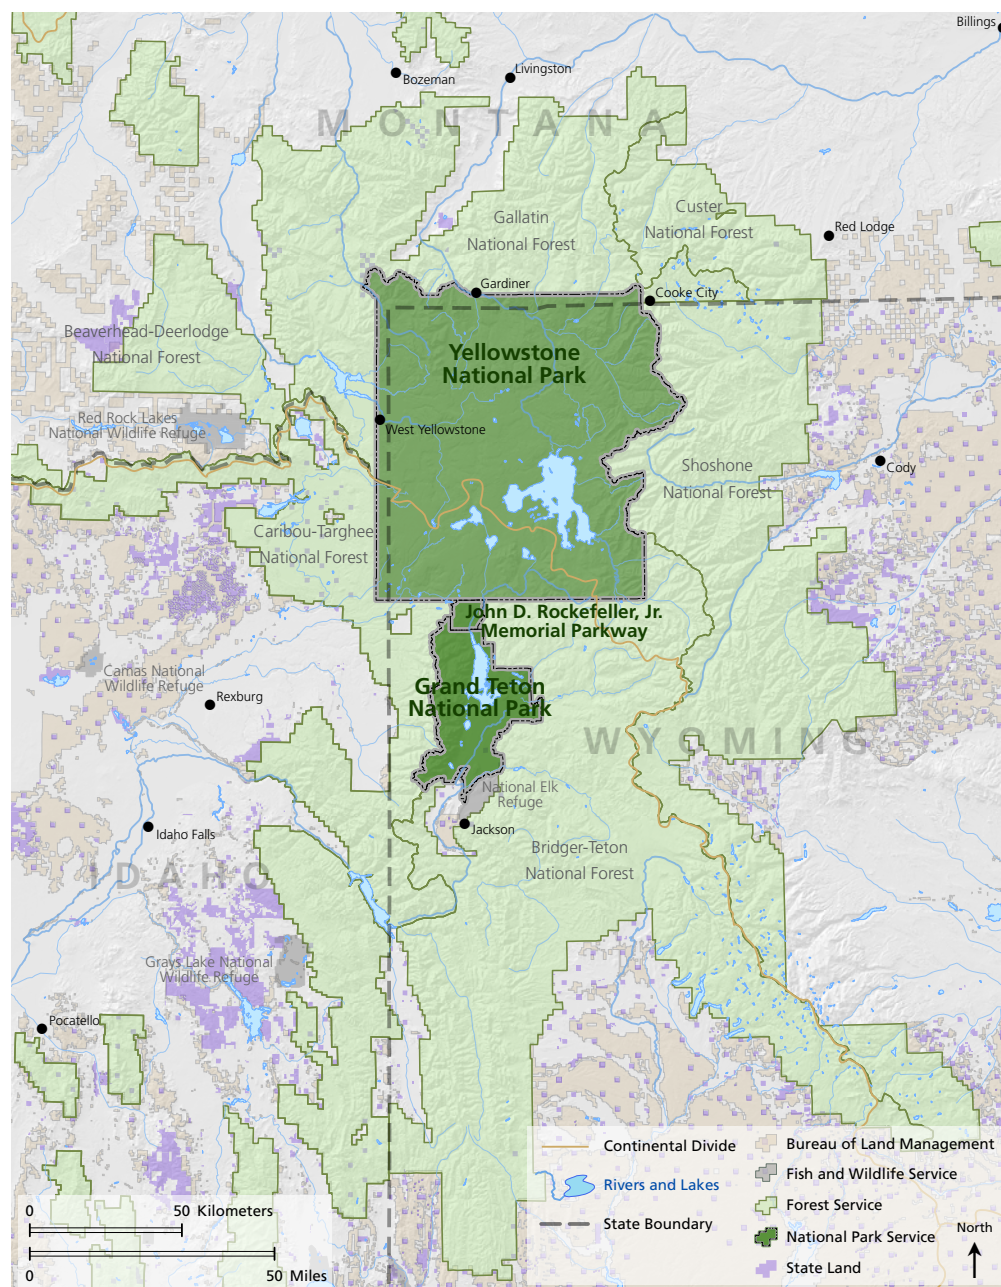 Billings
Livingston
Bozeman
MONTANA
Gallatin
National Forest
Custer
National Forest
Red Lodge
Gardiner
Cooke City
Beaverhead-Deerlodge
National Forest
Yellowstone
National Park
Red Rock Lakes
National Wildlife Refuge
West Yellowstone
Shoshone
National Forest
Cody
Caribou-Targhee
National Forest
John D. Rockefeller, Jr.
Memorial Parkway
Camas National
Wildlife Refuge
Rexburg
Grand Teton
National Park
WYOMING
National Elk
Refuge
Jackson
Idaho Falls
Bridger-Teton
National Forest
IDAHO
Grays Lake National
Wildlife Refuge
Pocatello
Continental Divide
Rivers and Lakes
State Boundary
Bureau of Land Management
Fish and Wildlife Service
Forest Service
National Park Service
State Land
North
0 50 Kilometers
0 50 Miles